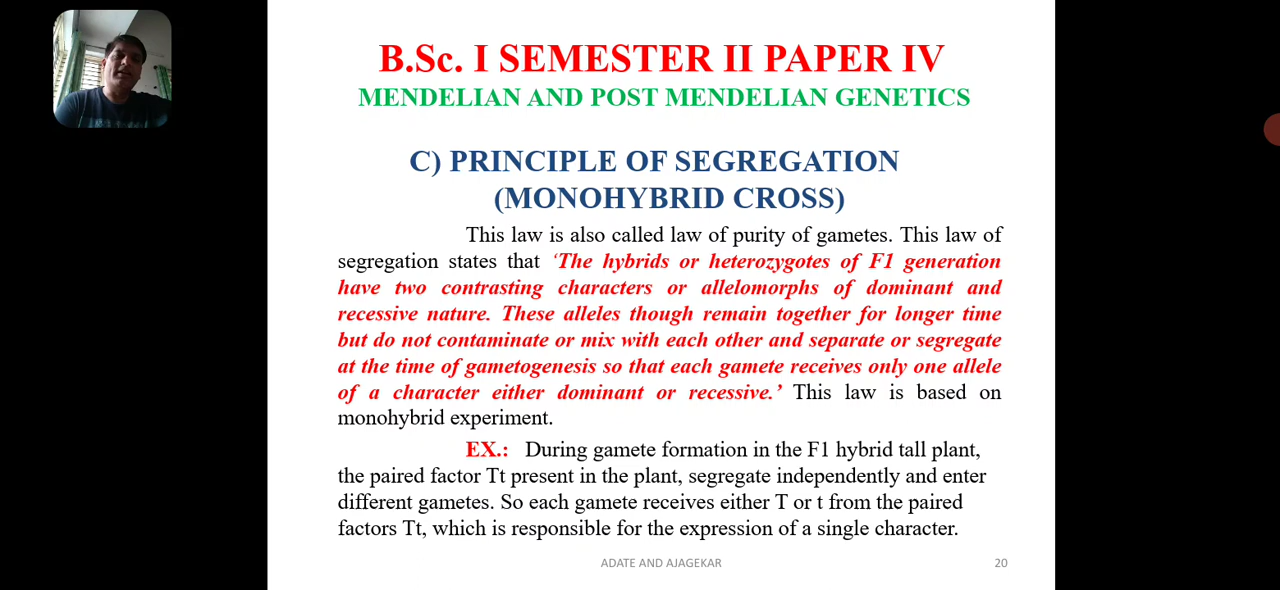 B.Sc. I SEMESTER II PAPER IV
MENDELIAN AND POST MENDELIAN GENETICS
C) PRINCIPLE OF SEGREGATION
(MONOHYBRID CROSS)
This law is also called law of purity of gametes. This law of
segregation states that ‘The hybrids or heterozygotes of F1 generation
have two contrasting characters or allelomorphs of dominant and
recessive nature. These alleles though remain together for longer time
but do not contaminate or mix with each other and separate or segregate
at the time of gametogenesis so that each gamete receives only one allele
of a character either dominant or recessive.’ This law is based on
monohybrid experiment.
EX.: During gamete formation in the F1 hybrid tall plant,
the paired factor Tt present in the plant, segregate independently and enter
different gametes. So each gamete receives either T or t from the paired
factors Tt, which is responsible for the expression of a single character.
ADATE AND AJAGEKAR 20